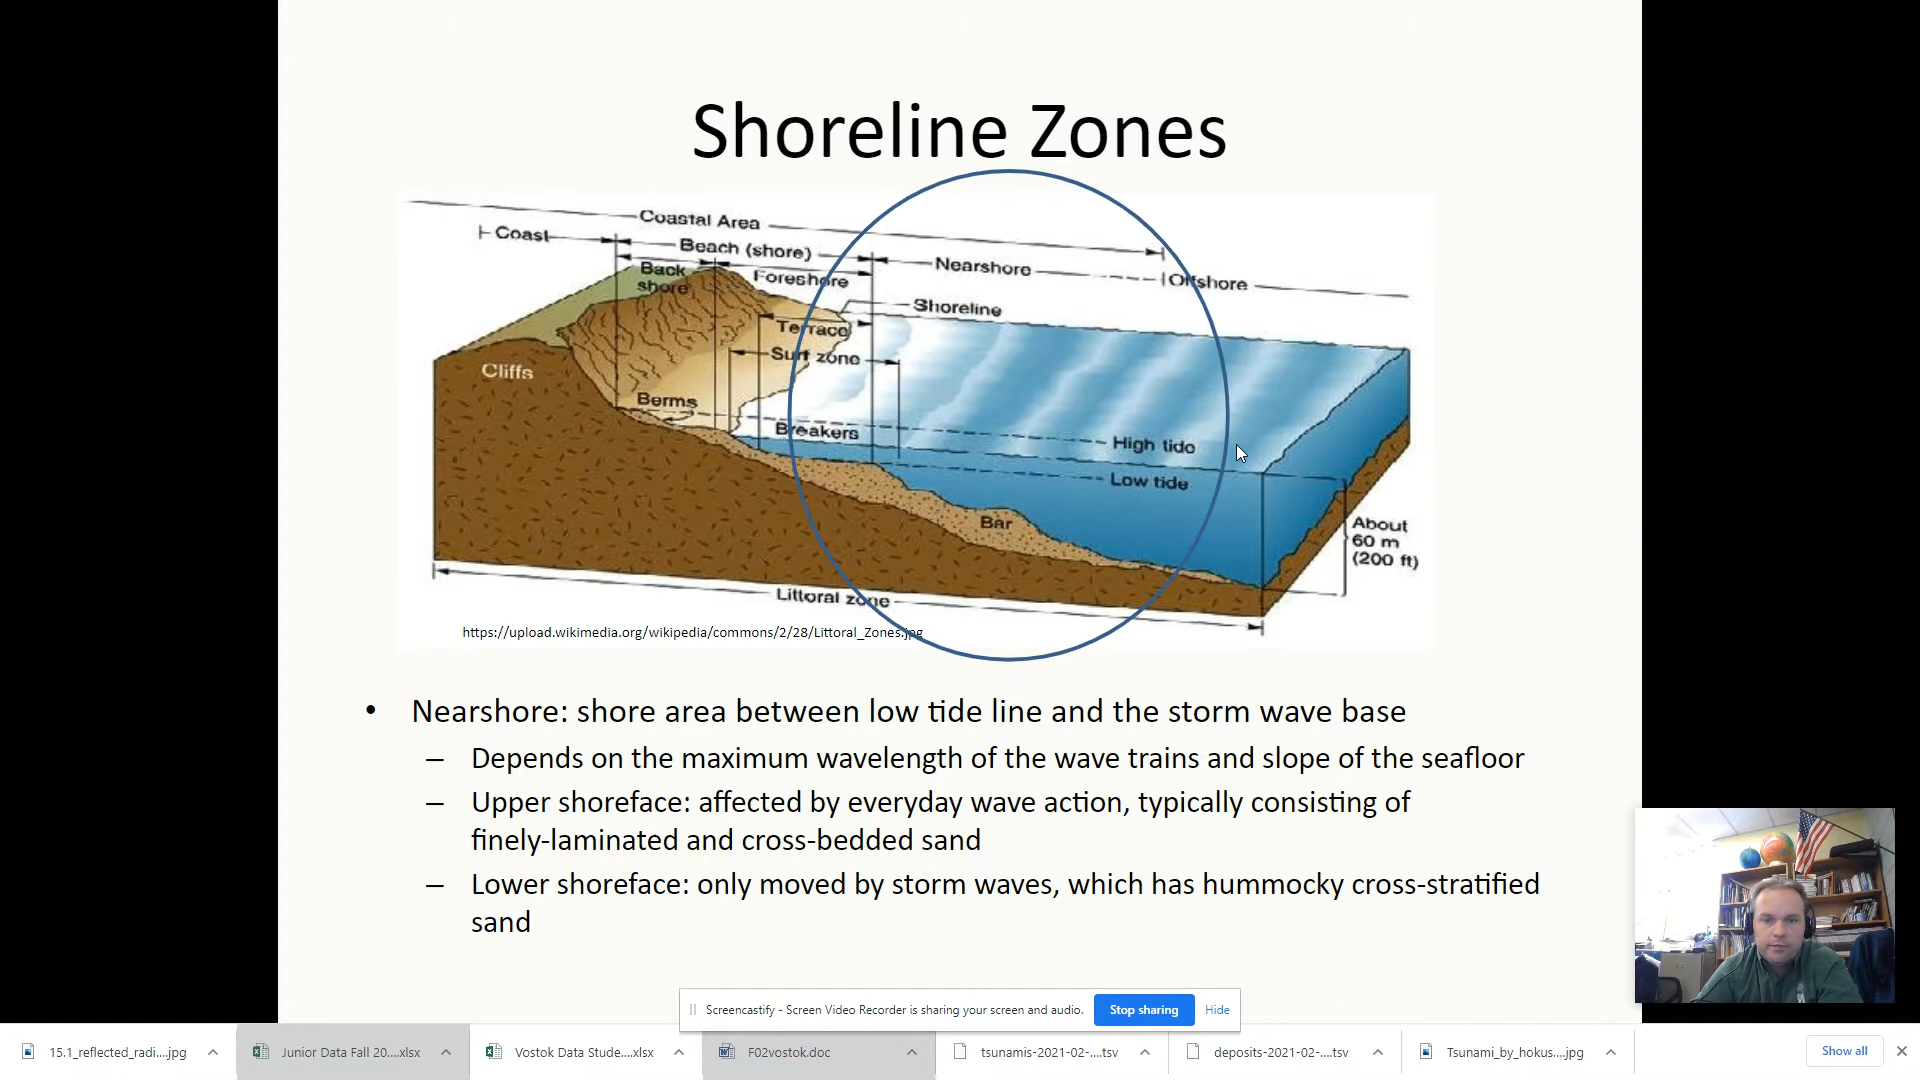 Shoreline Zones
Coastal Area
Coast
Beach (shore)
Back
shore
Foreshore
Nearshore
Offshore
Shoreline
Terrace
Surf zone
Cliffs
Berms
Breakers
High tide
Low tide
Bar
About
60 m
(200 ft)
Littoral zone
https://upload.wikimedia.org/wikipedia/commons/2/28/Littoral_Zones.jpg
• Nearshore: shore area between low tide line and the storm wave base
– Depends on the maximum wavelength of the wave trains and slope of the seafloor
– Upper shoreface: affected by everyday wave action, typically consisting of
finely-laminated and cross-bedded sand
– Lower shoreface: only moved by storm waves, which has hummocky cross-stratified
sand
Screencastify - Screen Video Recorder is sharing your screen and audio. Stop sharing Hide
15.1_reflected_radi....jpg
Junior Data Fall 20....xlsx
Vostok Data Stude....xlsx
F02vostok.doc
tsunamis-2021-02-....tsv
deposits-2021-02-....tsv
Tsunami_by_hokus....jpg
Show all